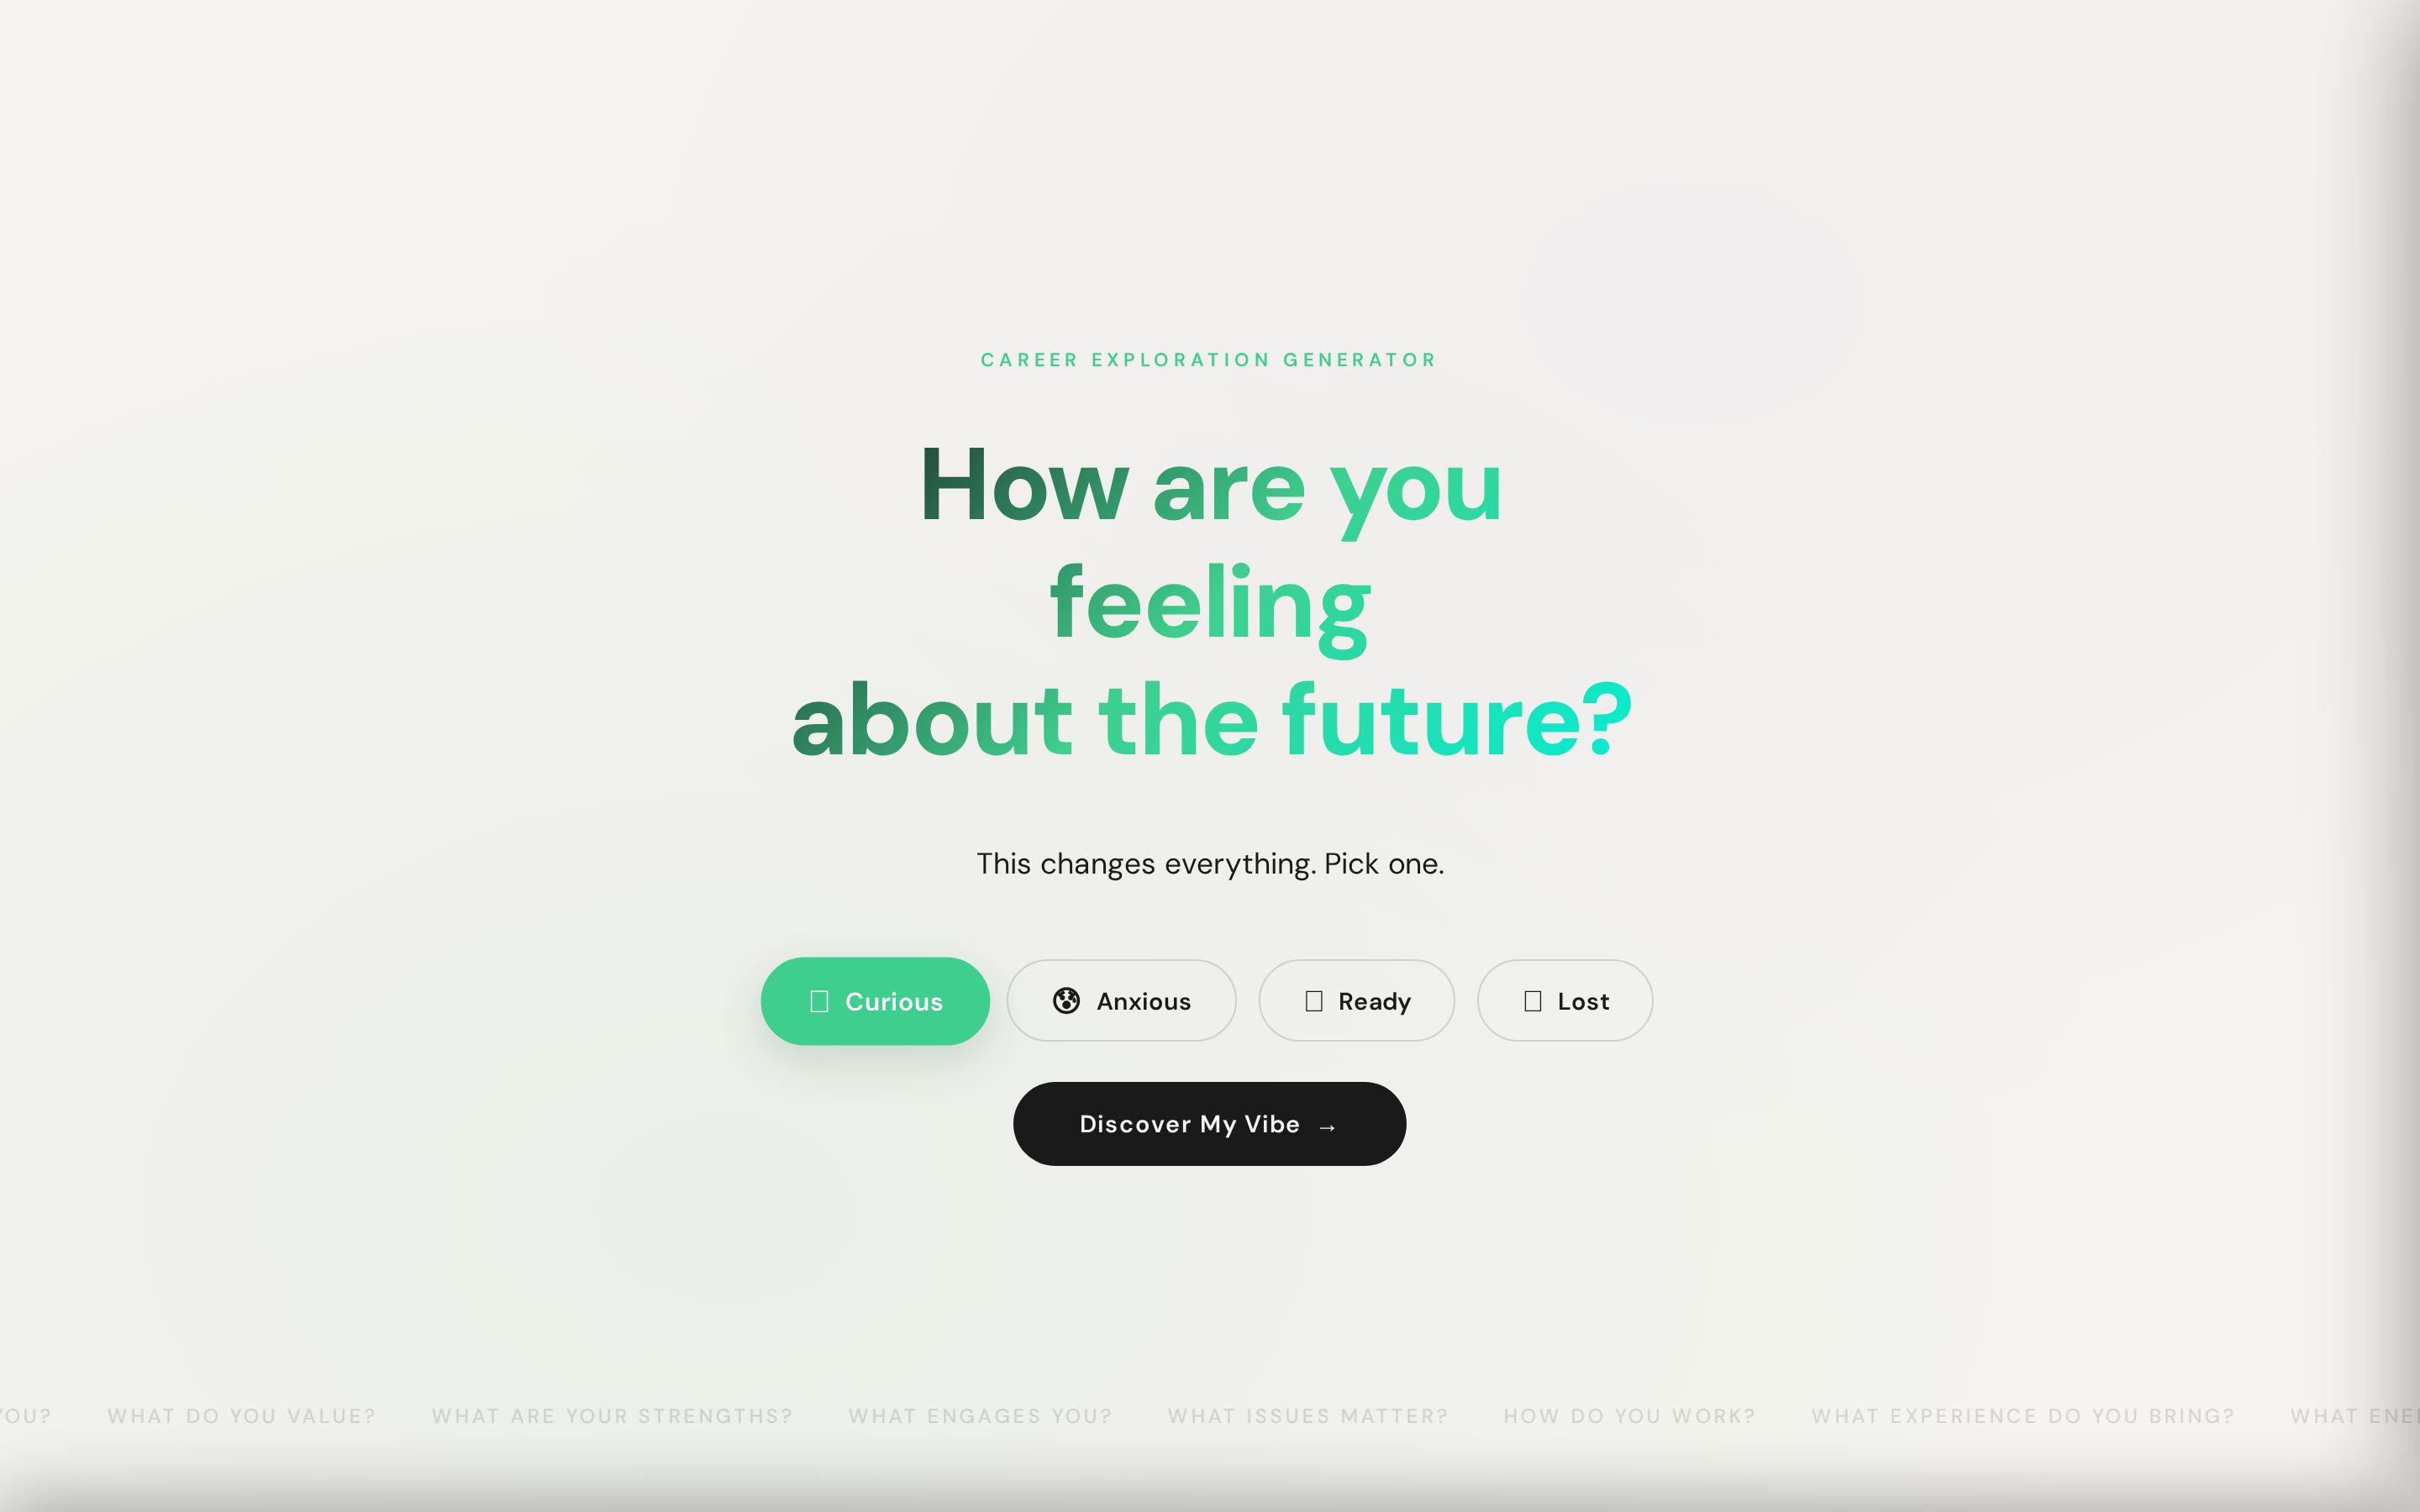 CAREER EXPLORATION GENERATOR
How are you
feeling
about the future?
This changes everything. Pick one.
Curious
😰 Anxious
Ready
Lost
Discover My Vibe →
YOU? WHAT DO YOU VALUE? WHAT ARE YOUR STRENGTHS? WHAT ENGAGES YOU? WHAT ISSUES MATTER? HOW DO YOU WORK? WHAT EXPERIENCE DO YOU BRING? WHAT